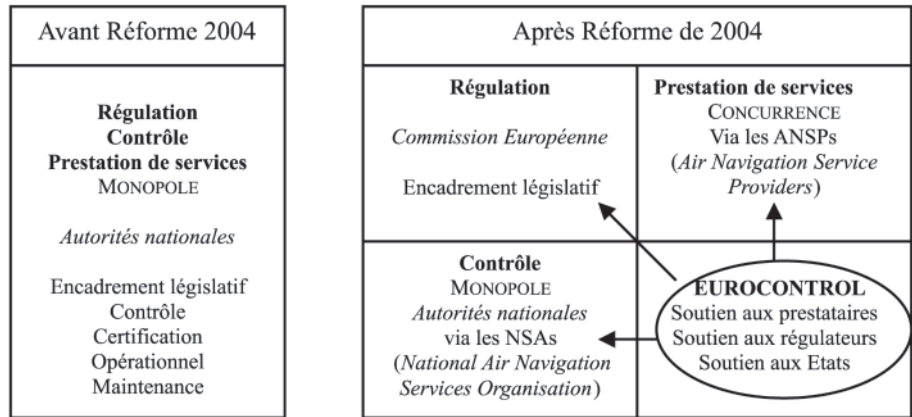 Avant Réforme 2004
Régulation
Contrôle
Prestation de services
MONOPOLE
Autorités nationales
Encadrement législatif
Contrôle
Certification
Opérationnel
Maintenance
Après Réforme de 2004
Régulation
Commission Européenne
Encadrement législatif
Prestation de services
CONCURRENCE
Via les ANSPs
(Air Navigation Service
Providers)
Contrôle
MONOPOLE
Autorités nationales
via les NSAs
(National Air Navigation
Services Organisation)
EUROCONTROL
Soutien aux prestataires
Soutien aux régulateurs
Soutien aux Etats